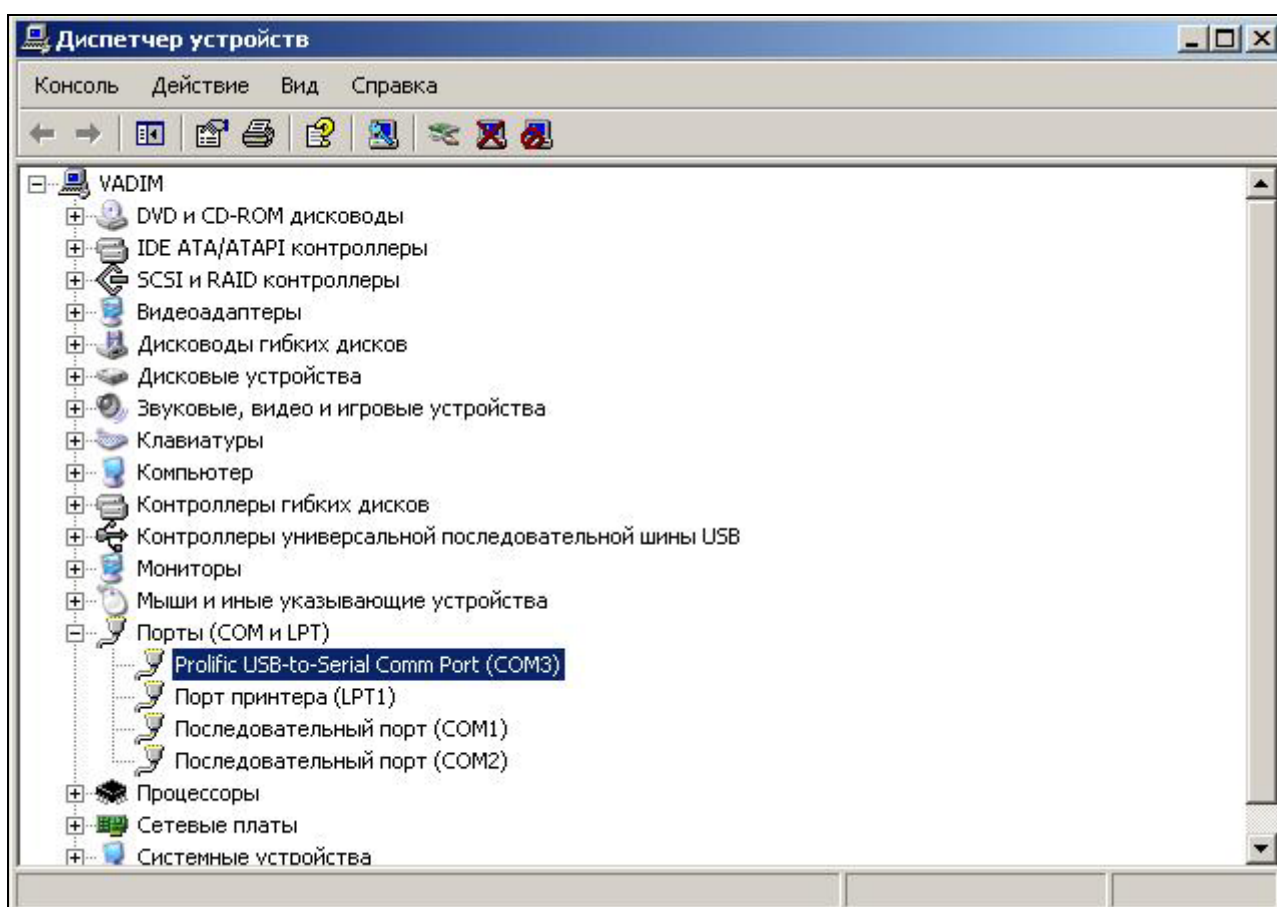 Диспетчер устройств
Консоль Действие Вид Справка
VADIM
DVD и CD-ROM дисководы
IDE ATA/ATAPI контроллеры
SCSI и RAID контроллеры
Видеоадаптеры
Дисководы гибких дисков
Дисковые устройства
Звуковые, видео и игровые устройства
Клавиатуры
Компьютер
Контроллеры гибких дисков
Контроллеры универсальной последовательной шины USB
Мониторы
Мыши и иные указывающие устройства
Порты (COM и LPT)
Prolific USB-to-Serial Comm Port (COM3)
Порт принтера (LPT1)
Последовательный порт (COM1)
Последовательный порт (COM2)
Процессоры
Сетевые платы
Системные устройства